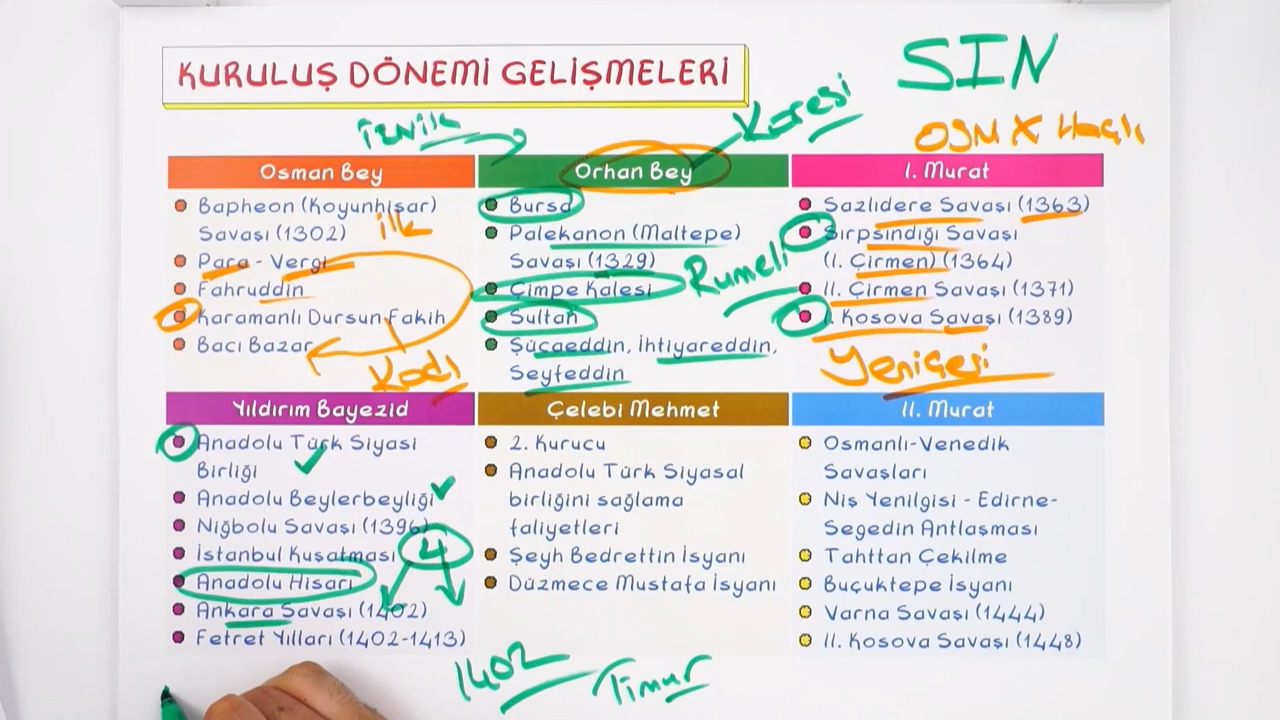 KURULUŞ DÖNEMİ GELİŞMELERİ
SIN
OSM X Haçlı
İznik
Karesi
Osman Bey
Bapheon (Koyunhisar)
Savaşı (1302)
ilk
Para - Vergi
Fahruddin
Karamanlı Dursun Fakih
Bacı Bazar
Kadı
Orhan Bey
Bursa
Palekanon (Maltepe)
Savaşı (1329)
Çimpe Kalesi
Rumeli
Sultan
Şücaeddin, İhtiyareddin,
Seyfeddin
I. Murat
Sazlıdere Savaşı (1363)
Sırpsındığı Savaşı
(I. Çirmen) (1364)
II. Çirmen Savaşı (1371)
I. Kosova Savaşı (1389)
Yeniçeri
Yıldırım Bayezid
Anadolu Türk Siyasi
Birliği
Anadolu Beylerbeyliği
Niğbolu Savaşı (1396)
İstanbul Kuşatması
4
Anadolu Hisarı
Ankara Savaşı (1402)
Fetret Yılları (1402-1413)
Çelebi Mehmet
2. Kurucu
Anadolu Türk Siyasal
birliğini sağlama
faliyetleri
Şeyh Bedrettin İsyanı
Düzmece Mustafa İsyanı
1402
Timur
II. Murat
Osmanlı-Venedik
Savaşları
Niş Yenilgisi - Edirne-
Segedin Antlaşması
Tahttan Çekilme
Buçuktepe İsyanı
Varna Savaşı (1444)
II. Kosova Savaşı (1448)